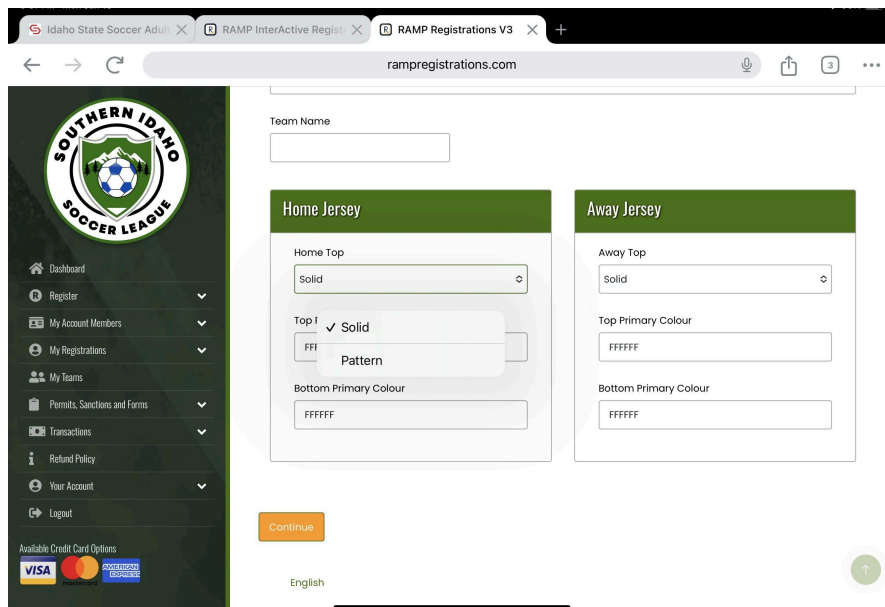 Idaho State Soccer Adult
RAMP InterActive Registr
RAMP Registrations V3
rampregistrations.com
3
SOUTHERN IDAHO
SOCCER LEAGUE
Dashboard
Register
My Account Members
My Registrations
My Teams
Permits, Sanctions and Forms
Transactions
Refund Policy
Your Account
Logout
Available Credit Card Options
VISA
mastercard
AMERICAN
EXPRESS
Team Name
Home Jersey
Home Top
Solid
Top
Solid
Pattern
Bottom Primary Colour
FFFFFF
Away Jersey
Away Top
Solid
Top Primary Colour
FFFFFF
Bottom Primary Colour
FFFFFF
Continue
English